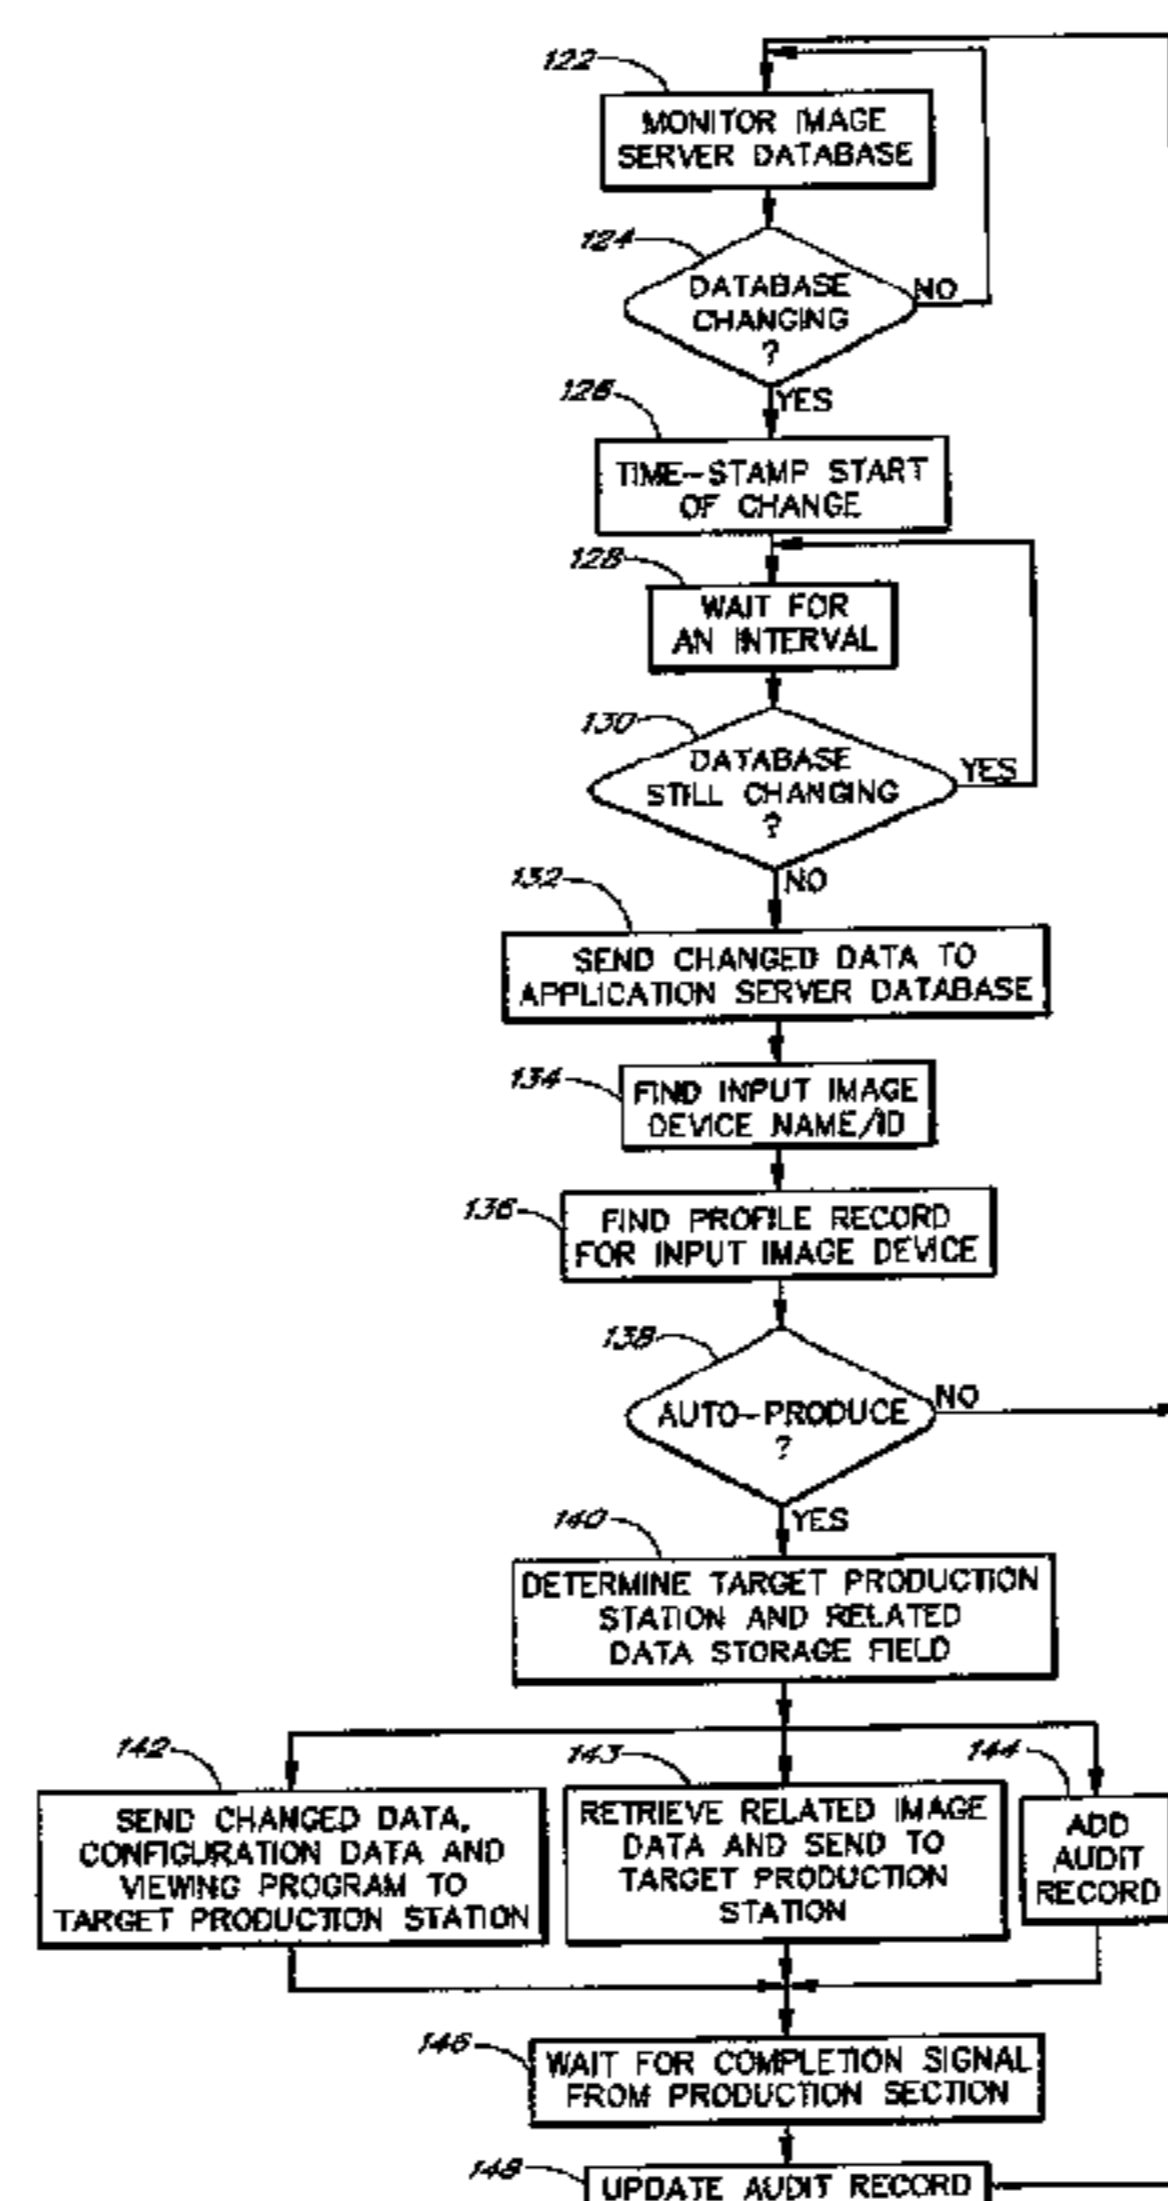 122
MONITOR IMAGE
SERVER DATABASE
124
DATABASE
CHANGING
?
NO
YES
126
TIME-STAMP START
OF CHANGE
128
WAIT FOR
AN INTERVAL
130
DATABASE
STILL CHANGING
?
YES
NO
132
SEND CHANGED DATA TO
APPLICATION SERVER DATABASE
134
FIND INPUT IMAGE
DEVICE NAME/ID
136
FIND PROFILE RECORD
FOR INPUT IMAGE DEVICE
138
AUTO-PRODUCE
?
NO
YES
140
DETERMINE TARGET PRODUCTION
STATION AND RELATED
DATA STORAGE FIELD
142
SEND CHANGED DATA,
CONFIGURATION DATA AND
VIEWING PROGRAM TO
TARGET PRODUCTION STATION
143
RETRIEVE RELATED IMAGE
DATA AND SEND TO
TARGET PRODUCTION
STATION
144
ADD
AUDIT
RECORD
146
WAIT FOR COMPLETION SIGNAL
FROM PRODUCTION SECTION
148
UPDATE AUDIT RECORD